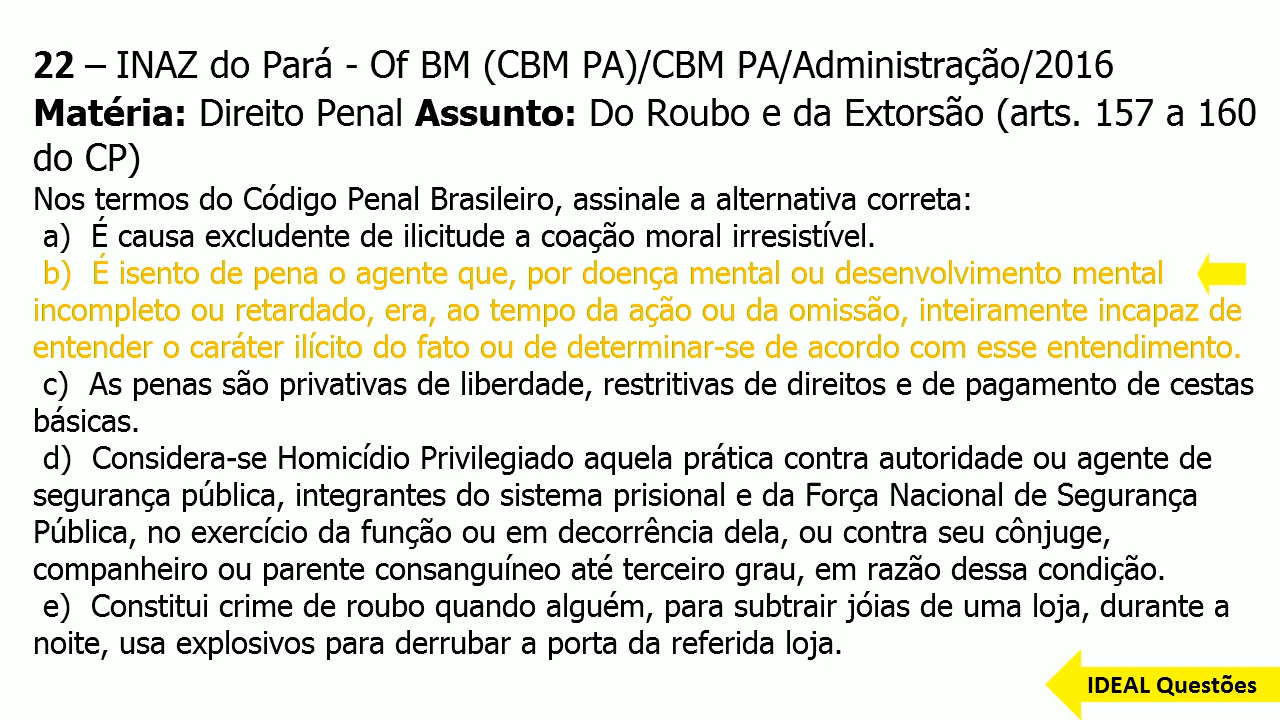 22 – INAZ do Pará - Of BM (CBM PA)/CBM PA/Administração/2016
Matéria: Direito Penal Assunto: Do Roubo e da Extorsão (arts. 157 a 160
do CP)
Nos termos do Código Penal Brasileiro, assinale a alternativa correta:
a) É causa excludente de ilicitude a coação moral irresistível.
b) É isento de pena o agente que, por doença mental ou desenvolvimento mental
incompleto ou retardado, era, ao tempo da ação ou da omissão, inteiramente incapaz de
entender o caráter ilícito do fato ou de determinar-se de acordo com esse entendimento.
c) As penas são privativas de liberdade, restritivas de direitos e de pagamento de cestas
básicas.
d) Considera-se Homicídio Privilegiado aquela prática contra autoridade ou agente de
segurança pública, integrantes do sistema prisional e da Força Nacional de Segurança
Pública, no exercício da função ou em decorrência dela, ou contra seu cônjuge,
companheiro ou parente consanguíneo até terceiro grau, em razão dessa condição.
e) Constitui crime de roubo quando alguém, para subtrair jóias de uma loja, durante a
noite, usa explosivos para derrubar a porta da referida loja.
IDEAL Questões